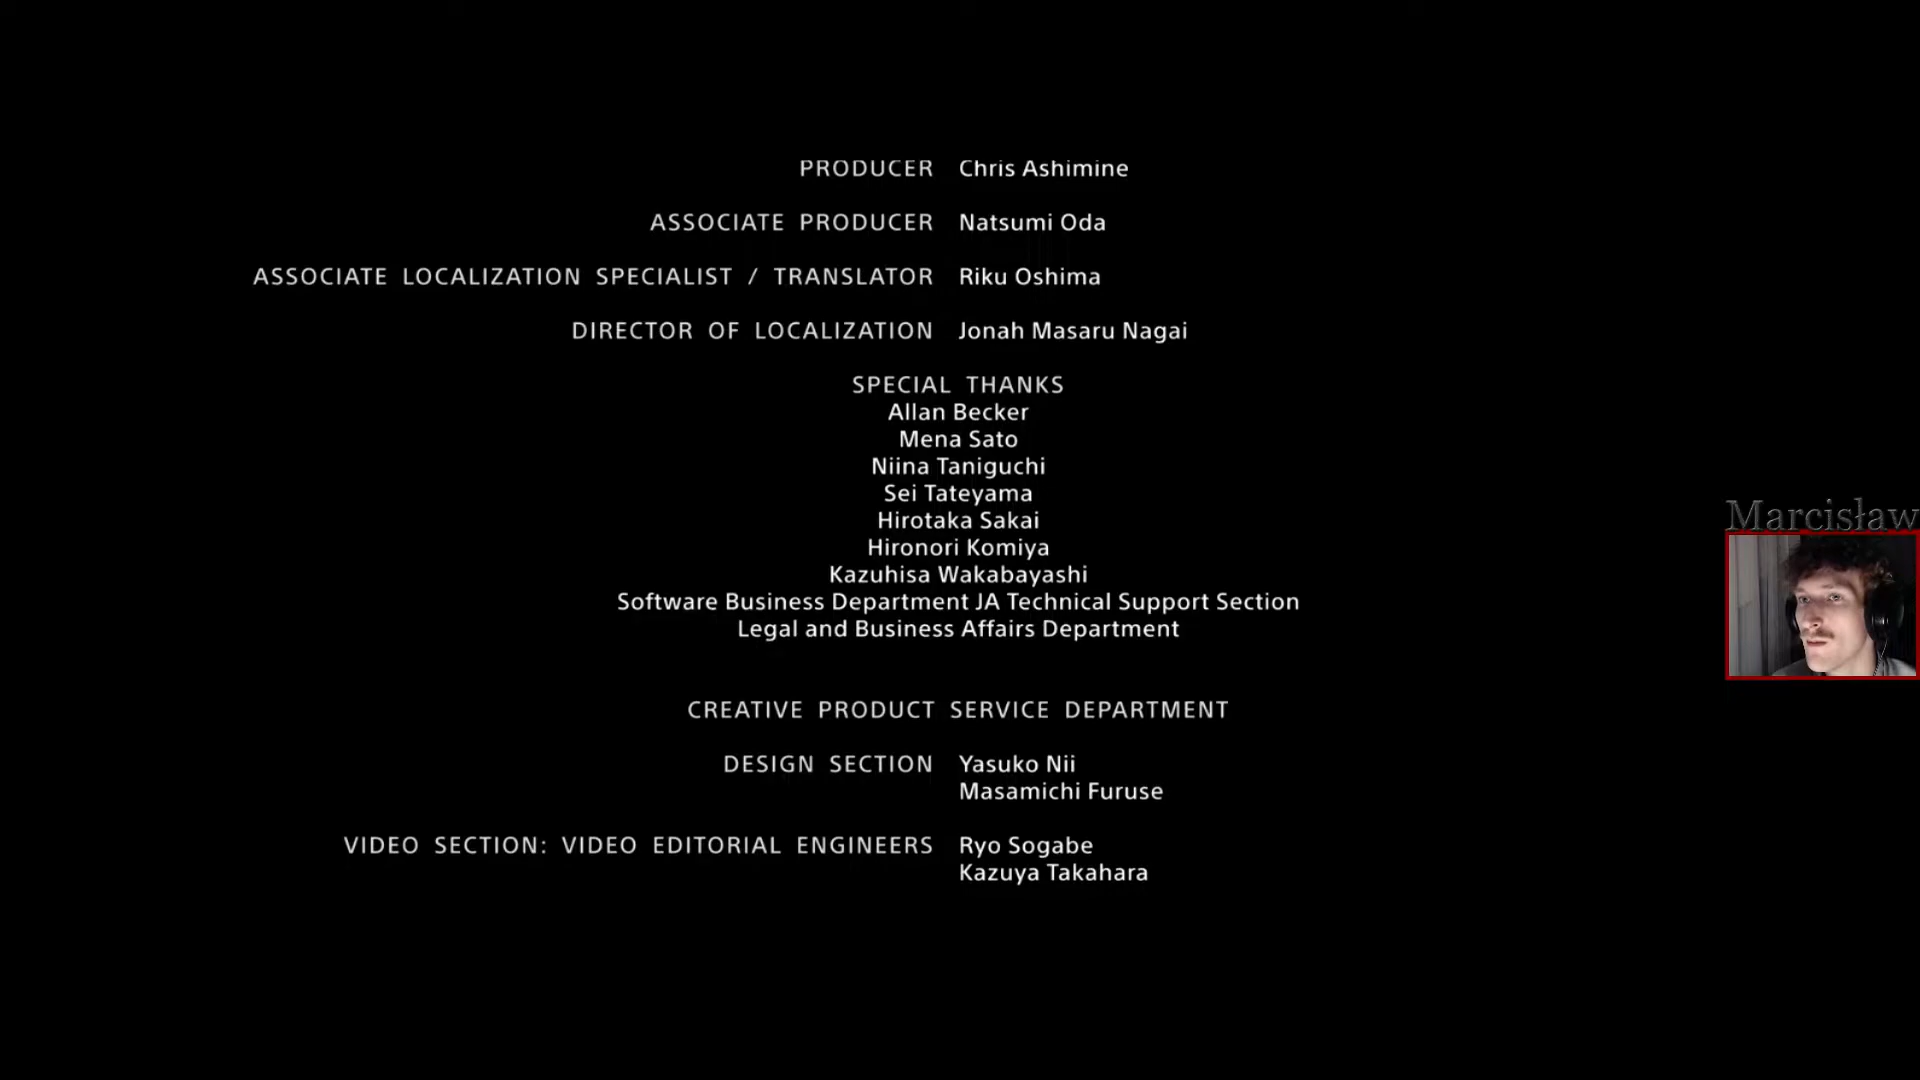 PRODUCER Chris Ashimine
ASSOCIATE PRODUCER Natsumi Oda
ASSOCIATE LOCALIZATION SPECIALIST / TRANSLATOR Riku Oshima
DIRECTOR OF LOCALIZATION Jonah Masaru Nagai
SPECIAL THANKS
Allan Becker
Mena Sato
Niina Taniguchi
Sei Tateyama
Hirotaka Sakai
Hironori Komiya
Kazuhisa Wakabayashi
Software Business Department JA Technical Support Section
Legal and Business Affairs Department
CREATIVE PRODUCT SERVICE DEPARTMENT
DESIGN SECTION Yasuko Nii
Masamichi Furuse
VIDEO SECTION: VIDEO EDITORIAL ENGINEERS Ryo Sogabe
Kazuya Takahara
Marcisław